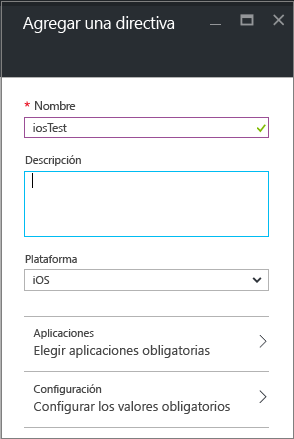 Agregar una directiva
* Nombre
iosTest
Descripción
Plataforma
iOS
Aplicaciones
Elegir aplicaciones obligatorias
Configuración
Configurar los valores obligatorios